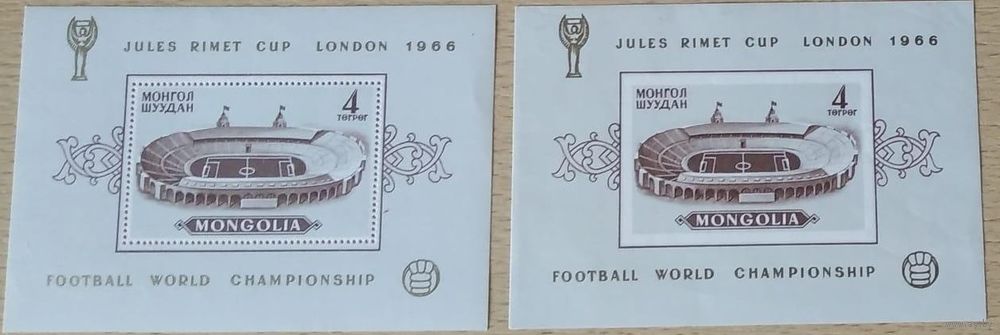 JULES RIMET CUP LONDON 1966
МОНГОЛ
ШУУДАН
4
ТӨГРӨГ
MONGOLIA
FOOTBALL WORLD CHAMPIONSHIP
JULES RIMET CUP LONDON 1966
МОНГОЛ
ШУУДАН
4
ТӨГРӨГ
MONGOLIA
FOOTBALL WORLD CHAMPIONSHIP